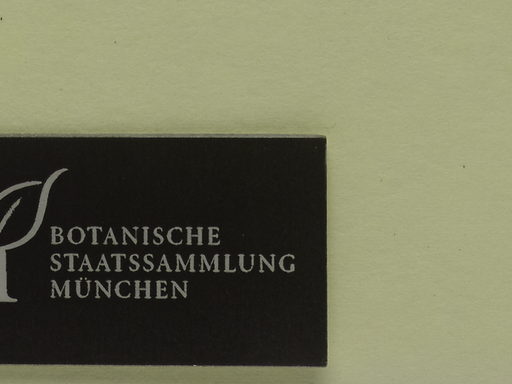 BOTANISCHE
STAATSSAMMLUNG
MÜNCHEN